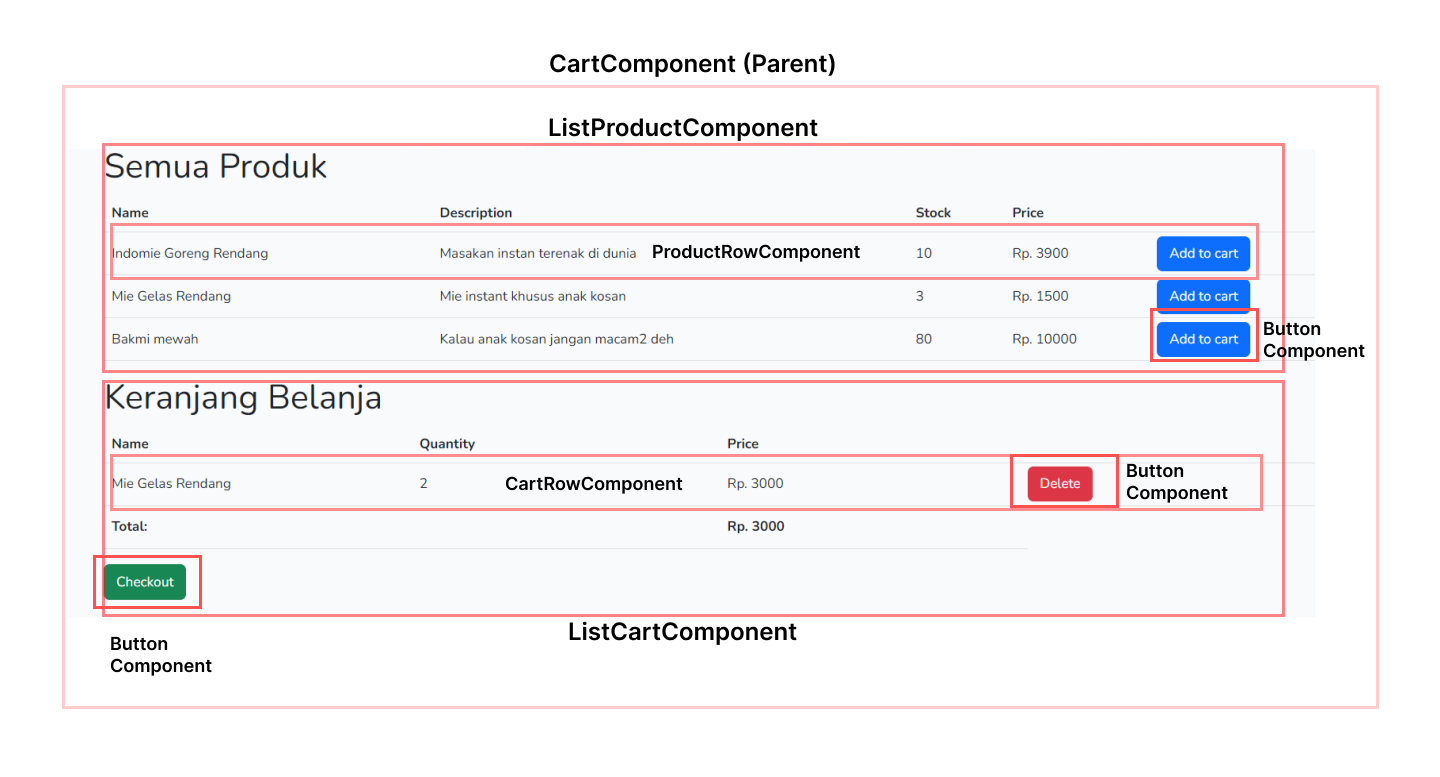 CartComponent (Parent)
ListProductComponent
Semua Produk
Name Description Stock Price
Indomie Goreng Rendang Masakan instan terenak di dunia ProductRowComponent 10 Rp. 3900 Add to cart
Mie Gelas Rendang Mie instant khusus anak kosan 3 Rp. 1500 Add to cart
Bakmi mewah Kalau anak kosan jangan macam2 deh 80 Rp. 10000 Add to cart
Button
Component
Keranjang Belanja
Name Quantity Price
Mie Gelas Rendang 2 CartRowComponent Rp. 3000 Delete
Button
Component
Total: Rp. 3000
Checkout
ListCartComponent
Button
Component